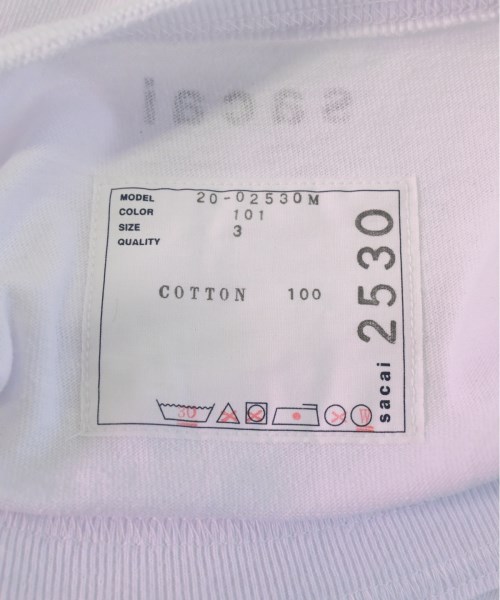 sacai
MODEL 20-02530M
COLOR 101
SIZE 3
QUALITY
COTTON 100
30
W
sacai 2530